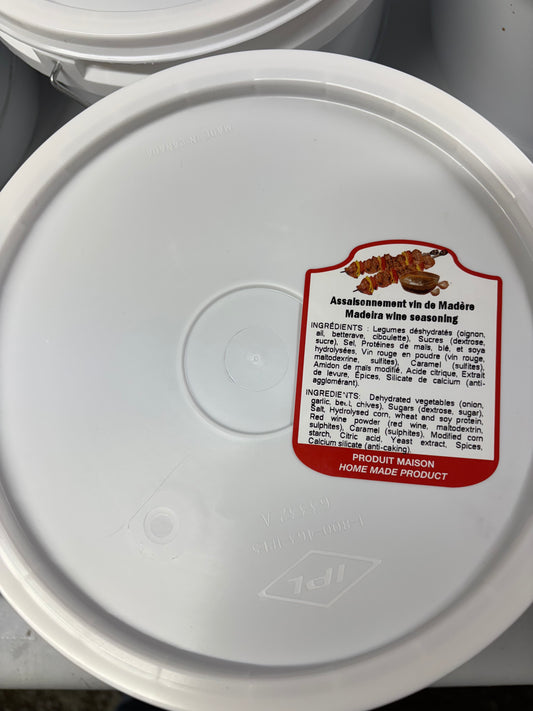 MADE IN CANADA
Assaisonnement vin de Madère
Madeira wine seasoning
INGRÉDIENTS : Legumes déshydratés (oignon,
ail, betterave, ciboulette), Sucres (dextrose,
sucre), Sel, Protéines de maïs, blé, et soya
hydrolysées, Vin rouge en poudre (vin rouge,
maltodextrine, sulfites), Caramel (sulfites),
Amidon de maïs modifié, Acide citrique, Extrait
de levure, Épices, Silicate de calcium (anti-
agglomérant).
INGREDIENTS: Dehydrated vegetables (onion,
garlic, beet, chives), Sugars (dextrose, sugar),
Salt, Hydrolysed corn, wheat and soy protein,
Red wine powder (red wine, maltodextrin,
sulphites), Caramel (sulphites), Modified corn
starch, Citric acid, Yeast extract, Spices,
Calcium silicate (anti-caking).
PRODUIT MAISON
HOME MADE PRODUCT
IPL